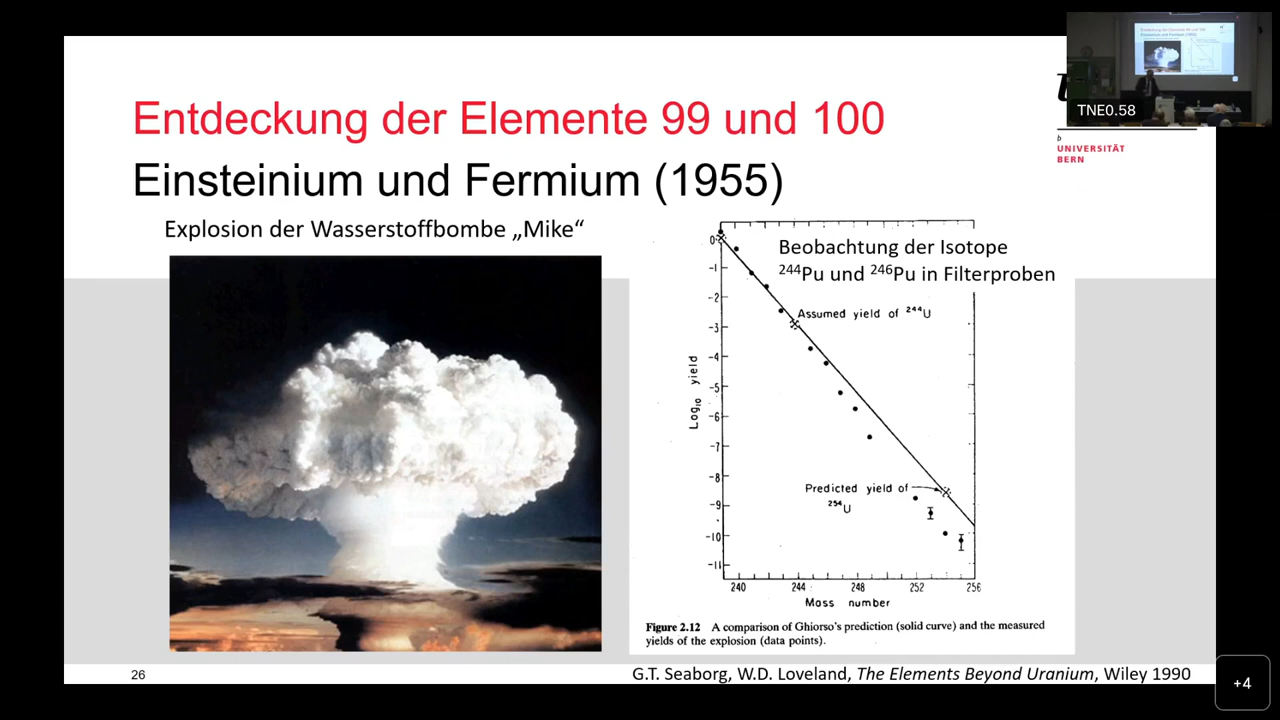 Entdeckung der Elemente 99 und 100
Einsteinium und Fermium (1955)
TNE0.58
b
UNIVERSITÄT
BERN
Explosion der Wasserstoffbombe „Mike“
Beobachtung der Isotope
²⁴⁴Pu und ²⁴⁶Pu in Filterproben
Assumed yield of ²⁴⁴U
Predicted yield of
²⁵⁴U
Log₁₀ yield
0
-1
-2
-3
-4
-5
-6
-7
-8
-9
-10
-11
240 244 248 252 256
Mass number
Figure 2.12 A comparison of Ghiorso's prediction (solid curve) and the measured
yields of the explosion (data points).
26
G.T. Seaborg, W.D. Loveland, The Elements Beyond Uranium, Wiley 1990
+4